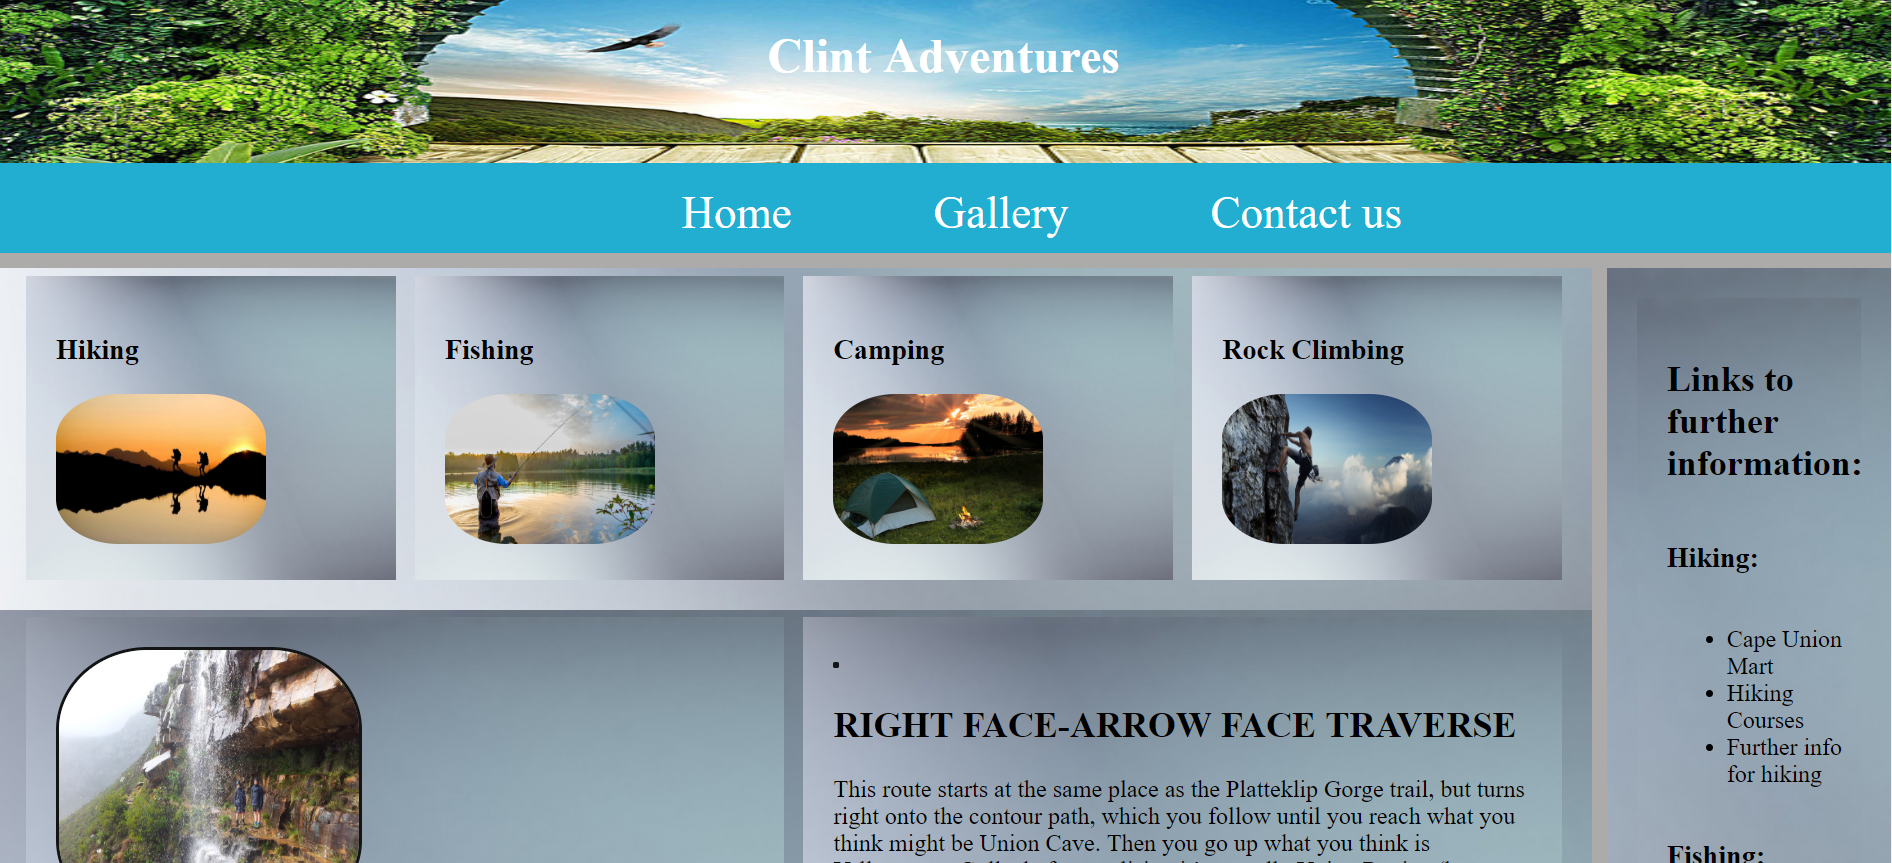 Clint Adventures
Home
Gallery
Contact us
Hiking
Fishing
Camping
Rock Climbing
RIGHT FACE-ARROW FACE TRAVERSE
This route starts at the same place as the Platteklip Gorge trail, but turns
right onto the contour path, which you follow until you reach what you
think might be Union Cave. Then you go up what you think is
Links to
further
information:
Hiking:
Cape Union
Mart
Hiking
Courses
Further info
for hiking
Fishing: